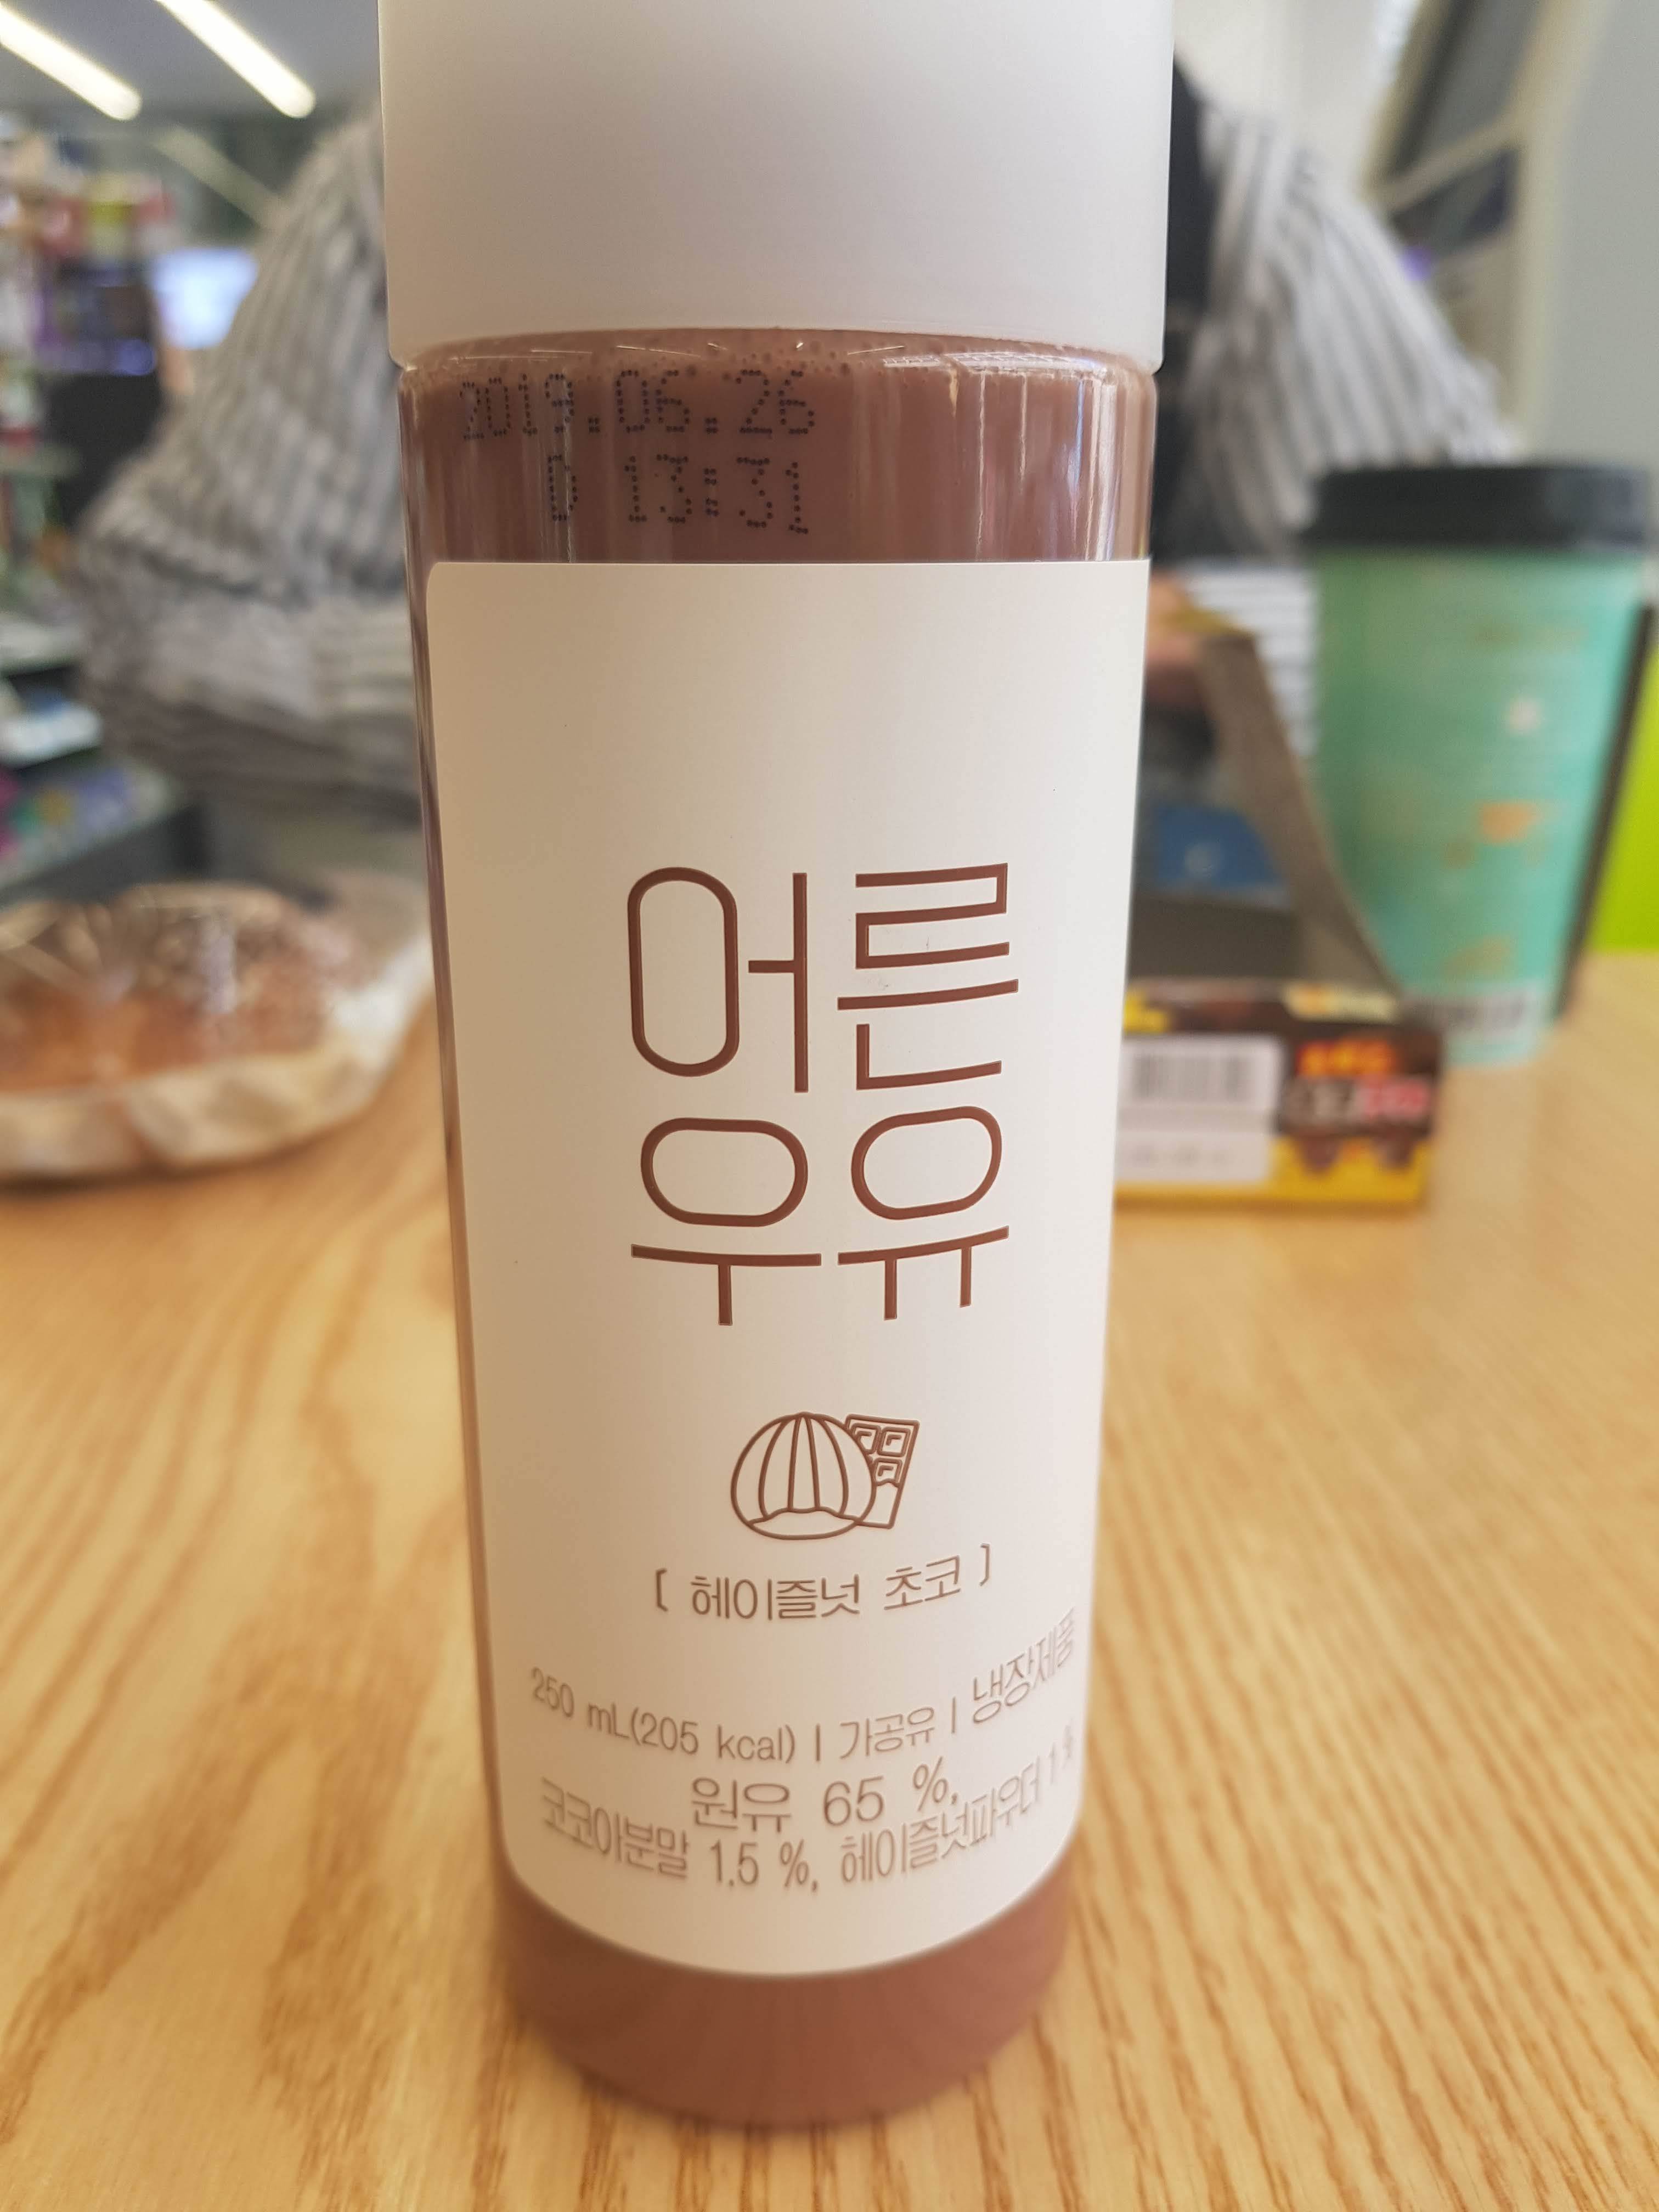 2019.06.26
D 13:31
어른
우유
[ 헤이즐넛 초코 ]
250 mL(205 kcal) | 가공유 | 냉장제품
원유 65 %,
코코아분말 1.5 %, 헤이즐넛파우더 1 %